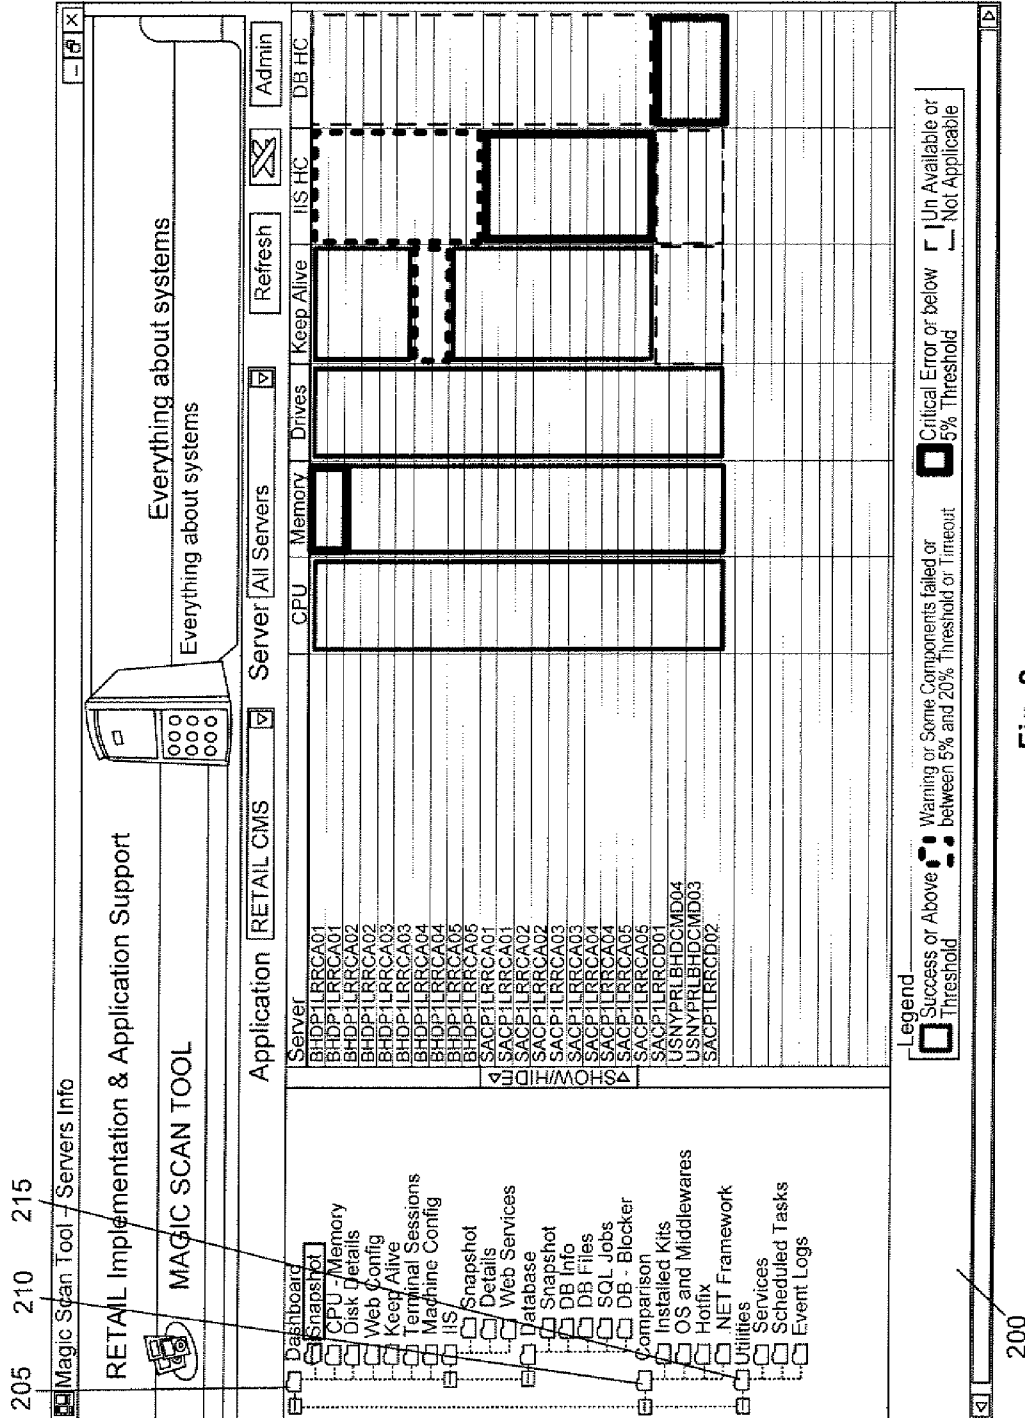 Magic Scan Tool – Servers Info
RETAIL Implementation & Application Support
MAGIC SCAN TOOL
Everything about systems
Everything about systems
Application RETAIL CMS Server All Servers Refresh Admin
205
210
215
Dashboard
Snapshot
CPU - Memory
Disk Details
Web Config
Keep Alive
Terminal Sessions
Machine Config
IIS
Snapshot
Details
Web Services
Database
Snapshot
DB Info
DB Files
SQL Jobs
DB - Blocker
Comparison
Installed Kits
OS and Middlewares
Hotfix
.NET Framework
Utilities
Services
Scheduled Tasks
Event Logs
SHOW/HIDE
Server CPU Memory Drives Keep Alive IIS HC DB HC
BHDP1LRRCA01
BHDP1LRRCA01
BHDP1LRRCA02
BHDP1LRRCA02
BHDP1LRRCA03
BHDP1LRRCA03
BHDP1LRRCA04
BHDP1LRRCA04
BHDP1LRRCA05
BHDP1LRRCA05
SACP1LRRCA01
SACP1LRRCA01
SACP1LRRCA02
SACP1LRRCA02
SACP1LRRCA03
SACP1LRRCA03
SACP1LRRCA04
SACP1LRRCA04
SACP1LRRCA05
SACP1LRRCA05
SACP1LRRCD01
USNYPRLBHDCMD04
USNYPRLBHDCMD03
SACP1LRRCD02
Legend
Success or Above
Threshold
Warning or Some Components failed or
between 5% and 20% Threshold or Timeout
Critical Error or below
5% Threshold
Un Available or
Not Applicable
200